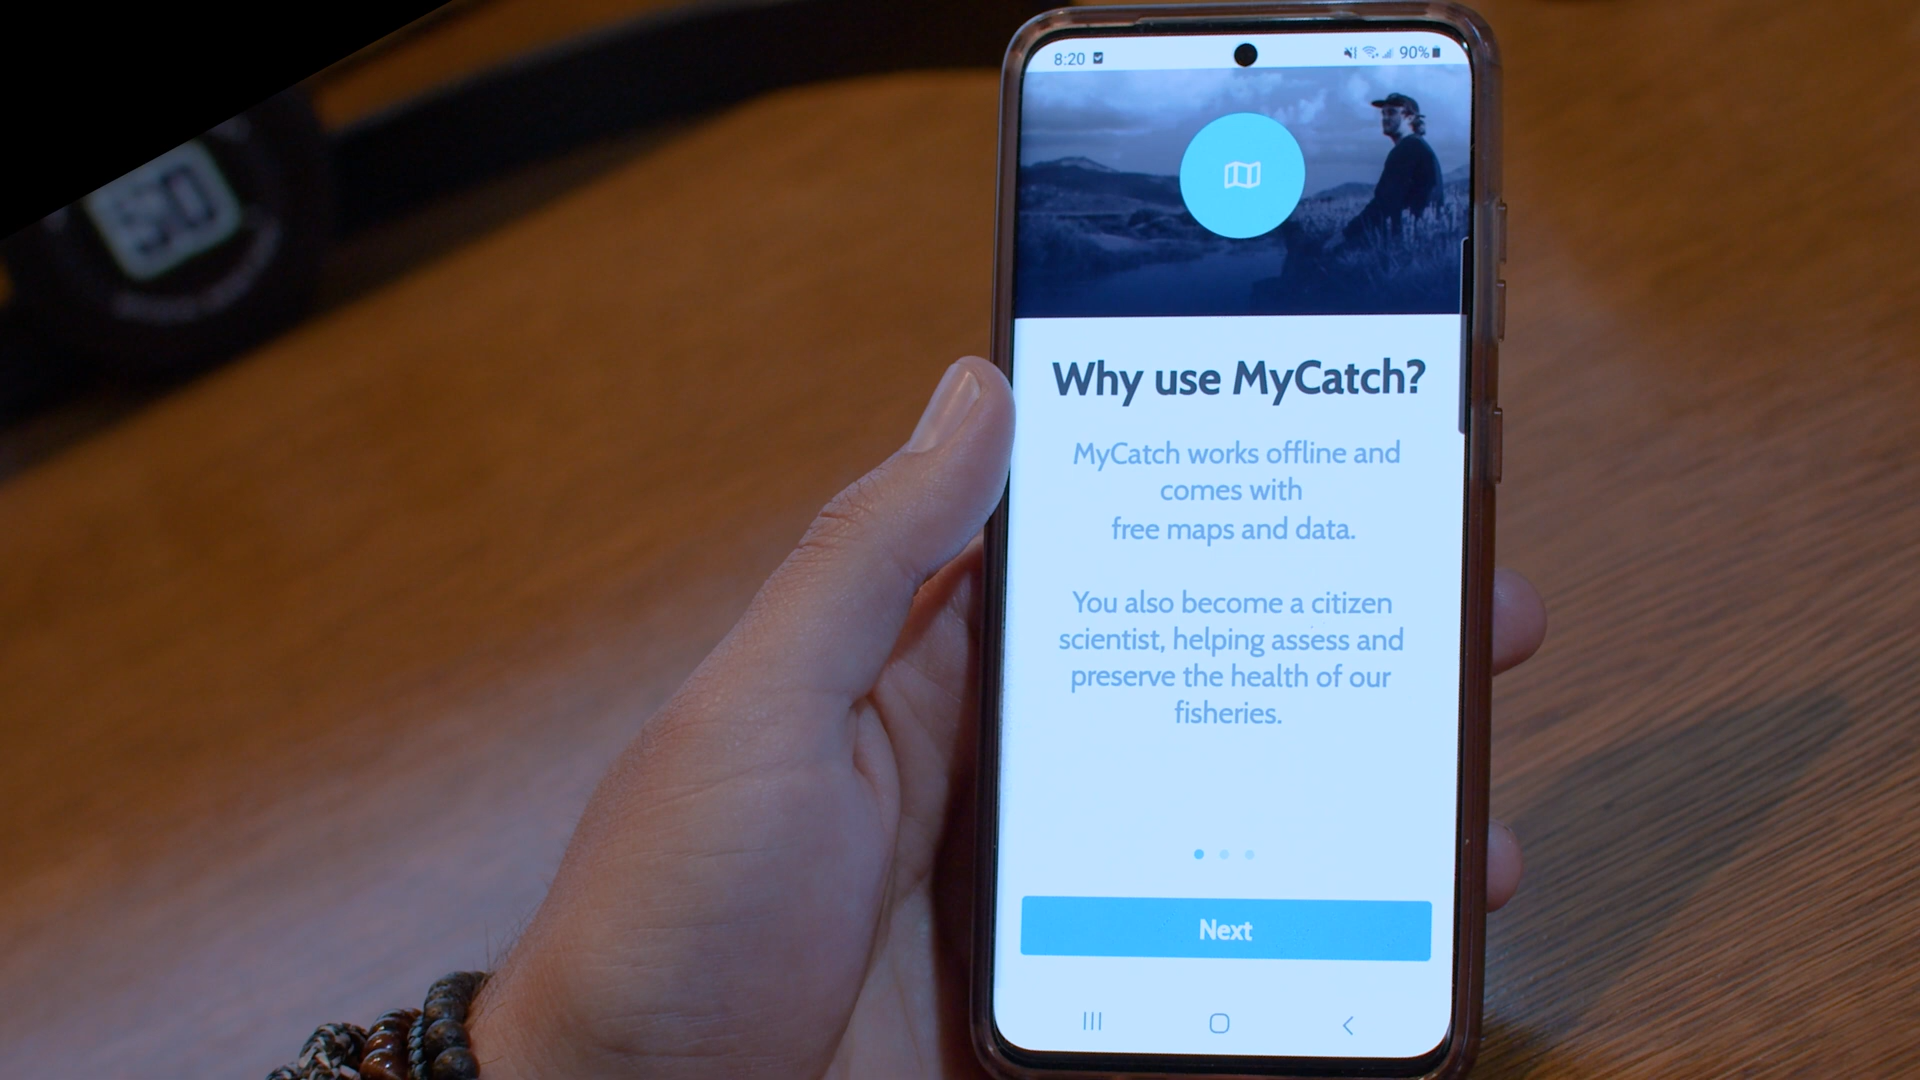 8:20
90%
Why use MyCatch?
MyCatch works offline and
comes with
free maps and data.
You also become a citizen
scientist, helping assess and
preserve the health of our
fisheries.
Next
50